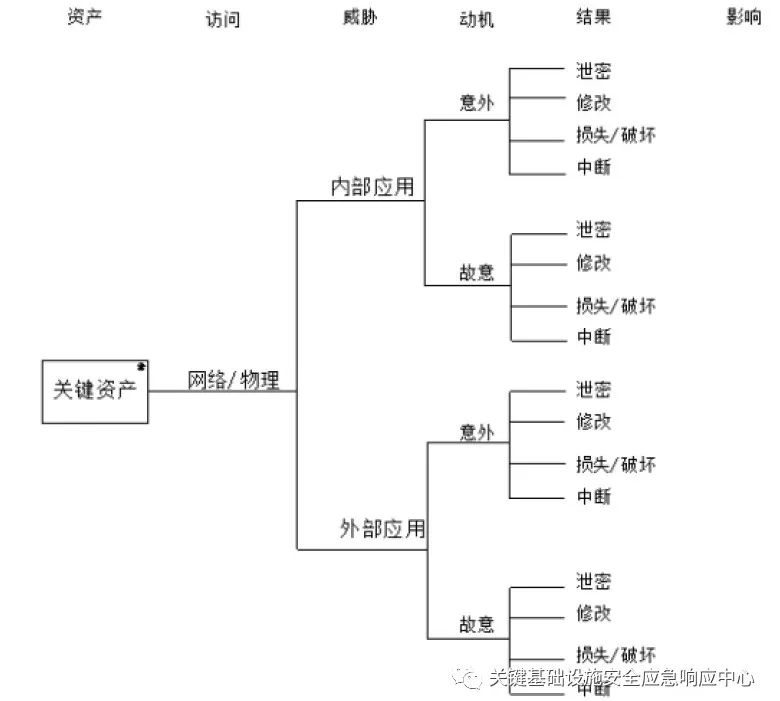 资产 访问 威胁 动机 结果 影响
泄密
意外 修改
损失/破坏
中断
内部应用
泄密
故意 修改
损失/破坏
中断
关键资产 网络/物理
泄密
意外 修改
损失/破坏
中断
外部应用
泄密
故意 修改
损失/破坏
关键基础设施安全应急响应中心
中断